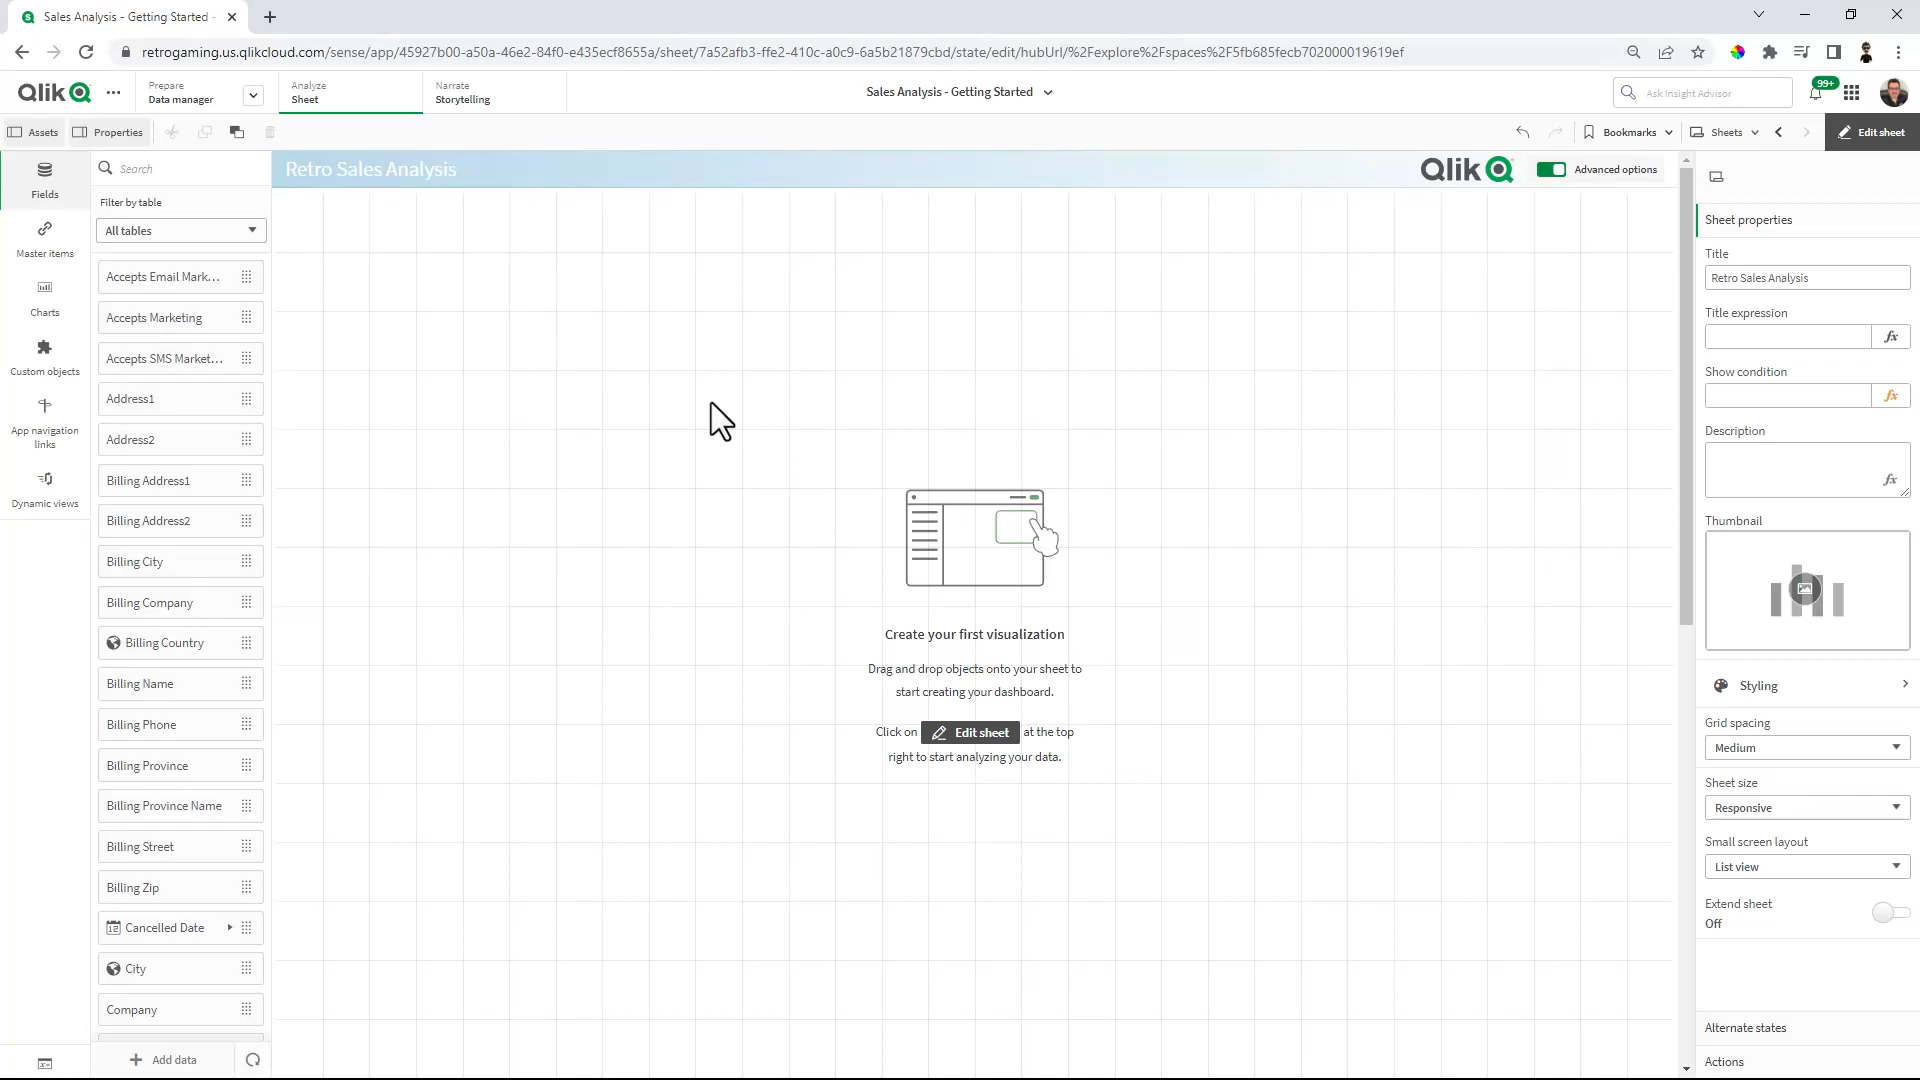 Sales Analysis - Getting Started -
retrogaming.us.qlikcloud.com/sense/app/45927b00-a50a-46e2-84f0-e435ecf8655a/sheet/7a52afb3-ffe2-410c-a0c9-6a5b21879cbd/state/edit/hubUrl/%2Fexplore%2Fspaces%2F5fb685fecb702000019619ef
Qlik
Prepare
Data manager
Analyze
Sheet
Narrate
Storytelling
Sales Analysis - Getting Started
Ask Insight Advisor
99+
Assets
Properties
Bookmarks
Sheets
Edit sheet
Fields
Master items
Charts
Custom objects
App navigation
links
Dynamic views
Search
Filter by table
All tables
Accepts Email Mark...
Accepts Marketing
Accepts SMS Market...
Address1
Address2
Billing Address1
Billing Address2
Billing City
Billing Company
Billing Country
Billing Name
Billing Phone
Billing Province
Billing Province Name
Billing Street
Billing Zip
12 Cancelled Date
City
Company
Add data
Retro Sales Analysis
Qlik
Advanced options
Create your first visualization
Drag and drop objects onto your sheet to
start creating your dashboard.
Click on Edit sheet at the top
right to start analyzing your data.
Sheet properties
Title
Retro Sales Analysis
Title expression
fx
Show condition
fx
Description
fx
Thumbnail
Styling
Grid spacing
Medium
Sheet size
Responsive
Small screen layout
List view
Extend sheet
Off
Alternate states
Actions